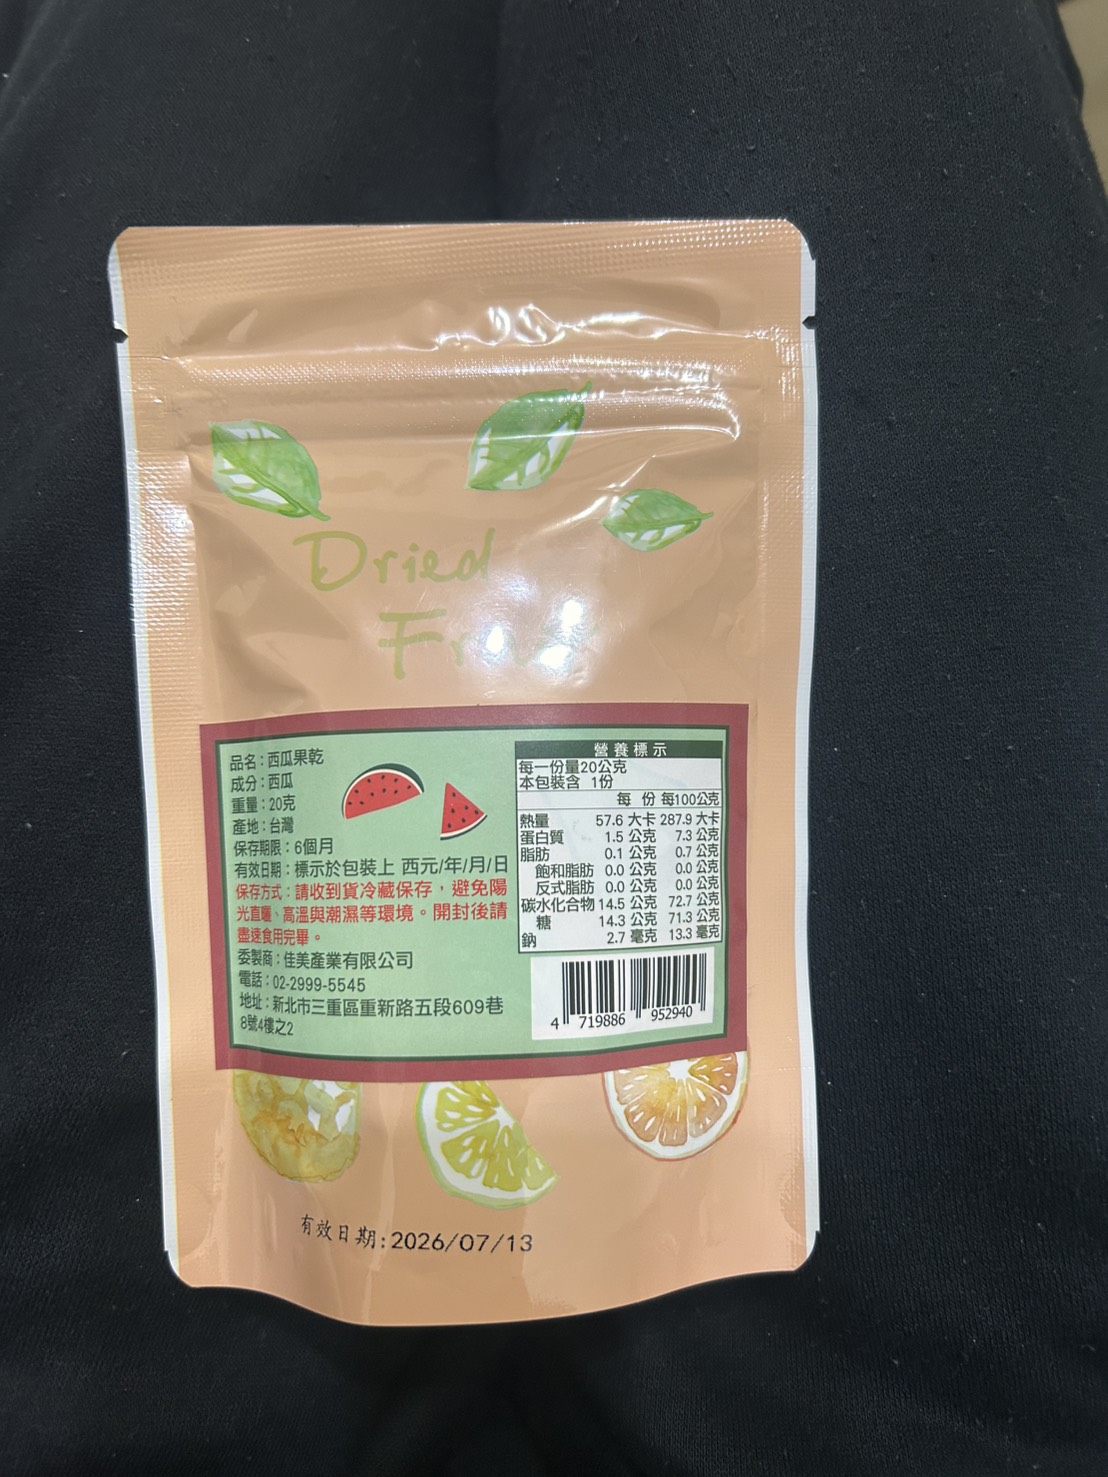 Dried
品名：西瓜果乾
成分：西瓜
重量：20克
產地：台灣
保存期限：6個月
有效日期：標示於包裝上 西元/年/月/日
保存方式：請收到貨冷藏保存，避免陽
光直曬、高溫與潮濕等環境。開封後請
盡速食用完畢。
委製商：佳美產業有限公司
電話：02-2999-5545
地址：新北市三重區重新路五段609巷
8號4樓之2
營養標示
每一份量20公克
本包裝含 1份
每 份 每100公克
熱量 57.6 大卡 287.9 大卡
蛋白質 1.5 公克 7.3 公克
脂肪 0.1 公克 0.7 公克
飽和脂肪 0.0 公克 0.0 公克
反式脂肪 0.0 公克 0.0 公克
碳水化合物 14.5 公克 72.7 公克
糖 14.3 公克 71.3 公克
鈉 2.7 毫克 13.3 毫克
4 719886 952940
有效日期:2026/07/13